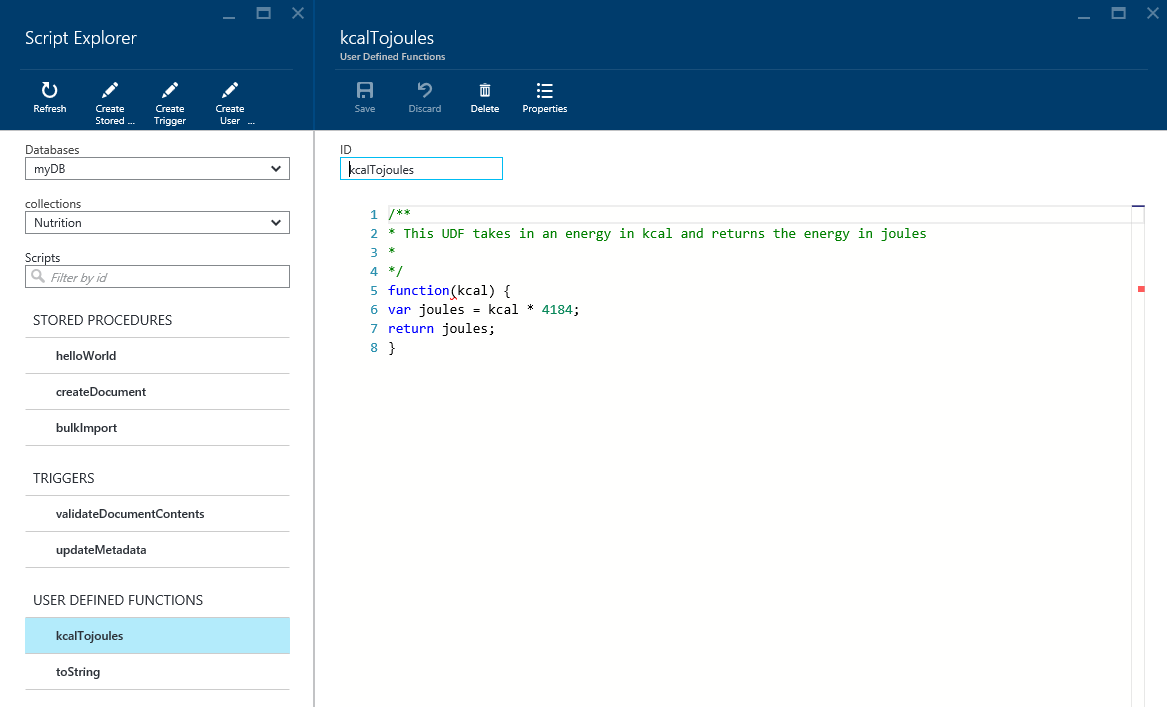 Script Explorer
Refresh
Create Stored ...
Create Trigger
Create User ...
Databases
myDB
collections
Nutrition
Scripts
Filter by id
STORED PROCEDURES
helloWorld
createDocument
bulkImport
TRIGGERS
validateDocumentContents
updateMetadata
USER DEFINED FUNCTIONS
kcalTojoules
toString
kcalTojoules
User Defined Functions
Save
Discard
Delete
Properties
ID
kcalTojoules
1 /**
2 * This UDF takes in an energy in kcal and returns the energy in joules
3 *
4 */
5 function(kcal) {
6 var joules = kcal * 4184;
7 return joules;
8 }